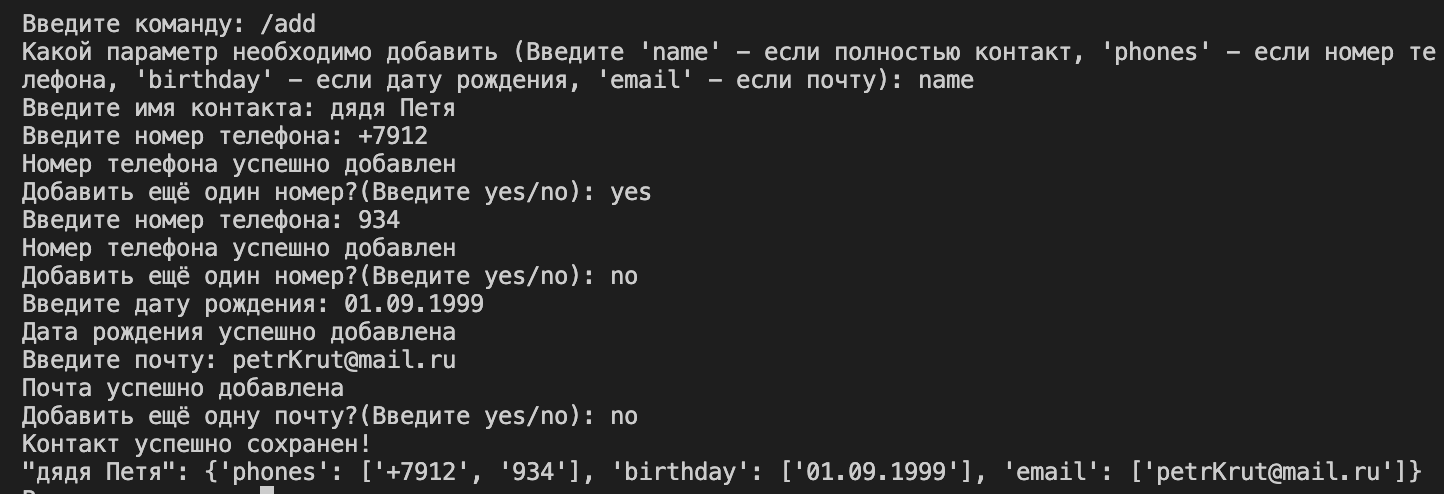 Введите команду: /add
Какой параметр необходимо добавить (Введите 'name' – если полностью контакт, 'phones' – если номер те
лефона, 'birthday' – если дату рождения, 'email' – если почту): name
Введите имя контакта: дядя Петя
Введите номер телефона: +7912
Номер телефона успешно добавлен
Добавить ещё один номер?(Введите yes/no): yes
Введите номер телефона: 934
Номер телефона успешно добавлен
Добавить ещё один номер?(Введите yes/no): no
Введите дату рождения: 01.09.1999
Дата рождения успешно добавлена
Введите почту: petrKrut@mail.ru
Почта успешно добавлена
Добавить ещё одну почту?(Введите yes/no): no
Контакт успешно сохранен!
"дядя Петя": {'phones': ['+7912', '934'], 'birthday': ['01.09.1999'], 'email': ['petrKrut@mail.ru']}